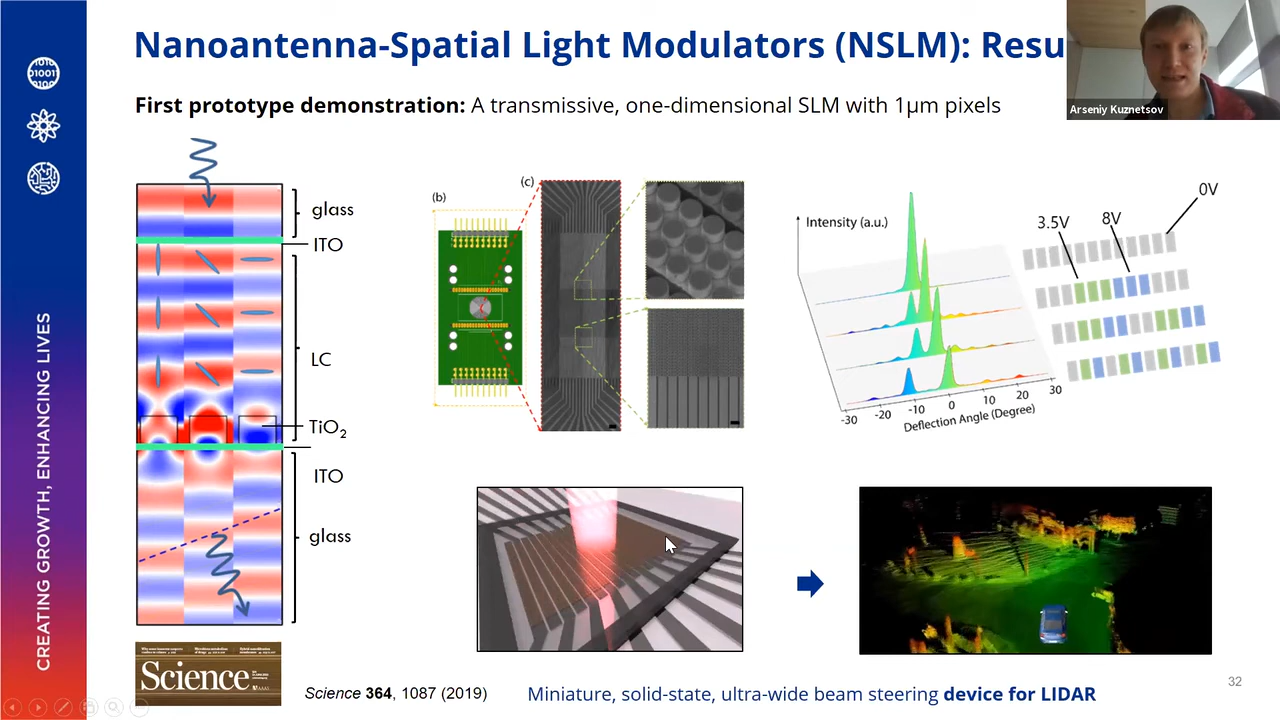 Nanoantenna-Spatial Light Modulators (NSLM): Resu
Arseniy Kuznetsov
First prototype demonstration: A transmissive, one-dimensional SLM with 1µm pixels
CREATING GROWTH, ENHANCING LIVES
glass
ITO
LC
TiO2
ITO
glass
(b)
(c)
Intensity (a.u.)
-30 -20 -10 0 10 20 30
Deflection Angle (Degree)
3.5V
8V
0V
Science
AAAS
Science 364, 1087 (2019)
Miniature, solid-state, ultra-wide beam steering device for LIDAR
32